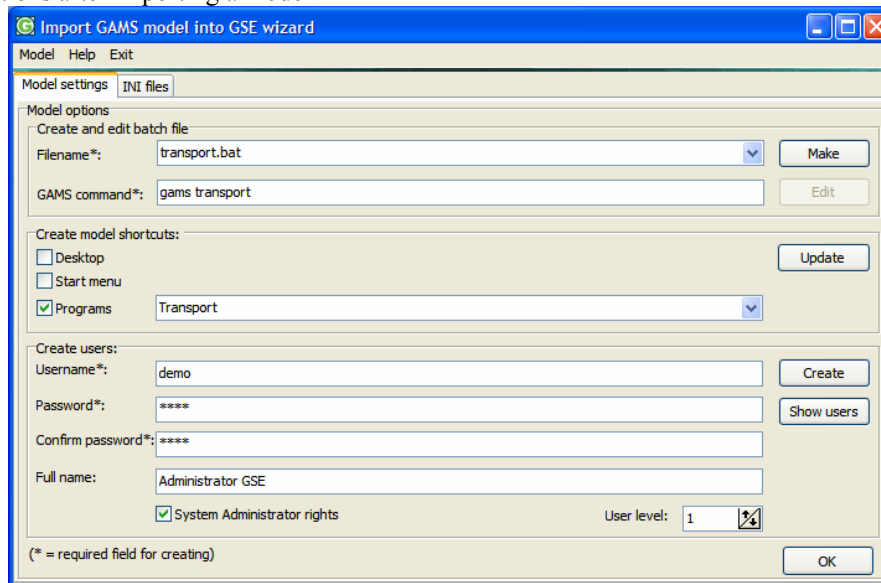 Import GAMS model into GSE wizard
Model Help Exit
Model settings INI files
Model options
Create and edit batch file
Filename*: transport.bat Make
GAMS command*: gams transport Edit
Create model shortcuts:
Desktop Update
Start menu
Programs Transport
Create users:
Username*: demo Create
Password*: **** Show users
Confirm password*: ****
Full name: Administrator GSE
System Administrator rights User level: 1
(* = required field for creating) OK